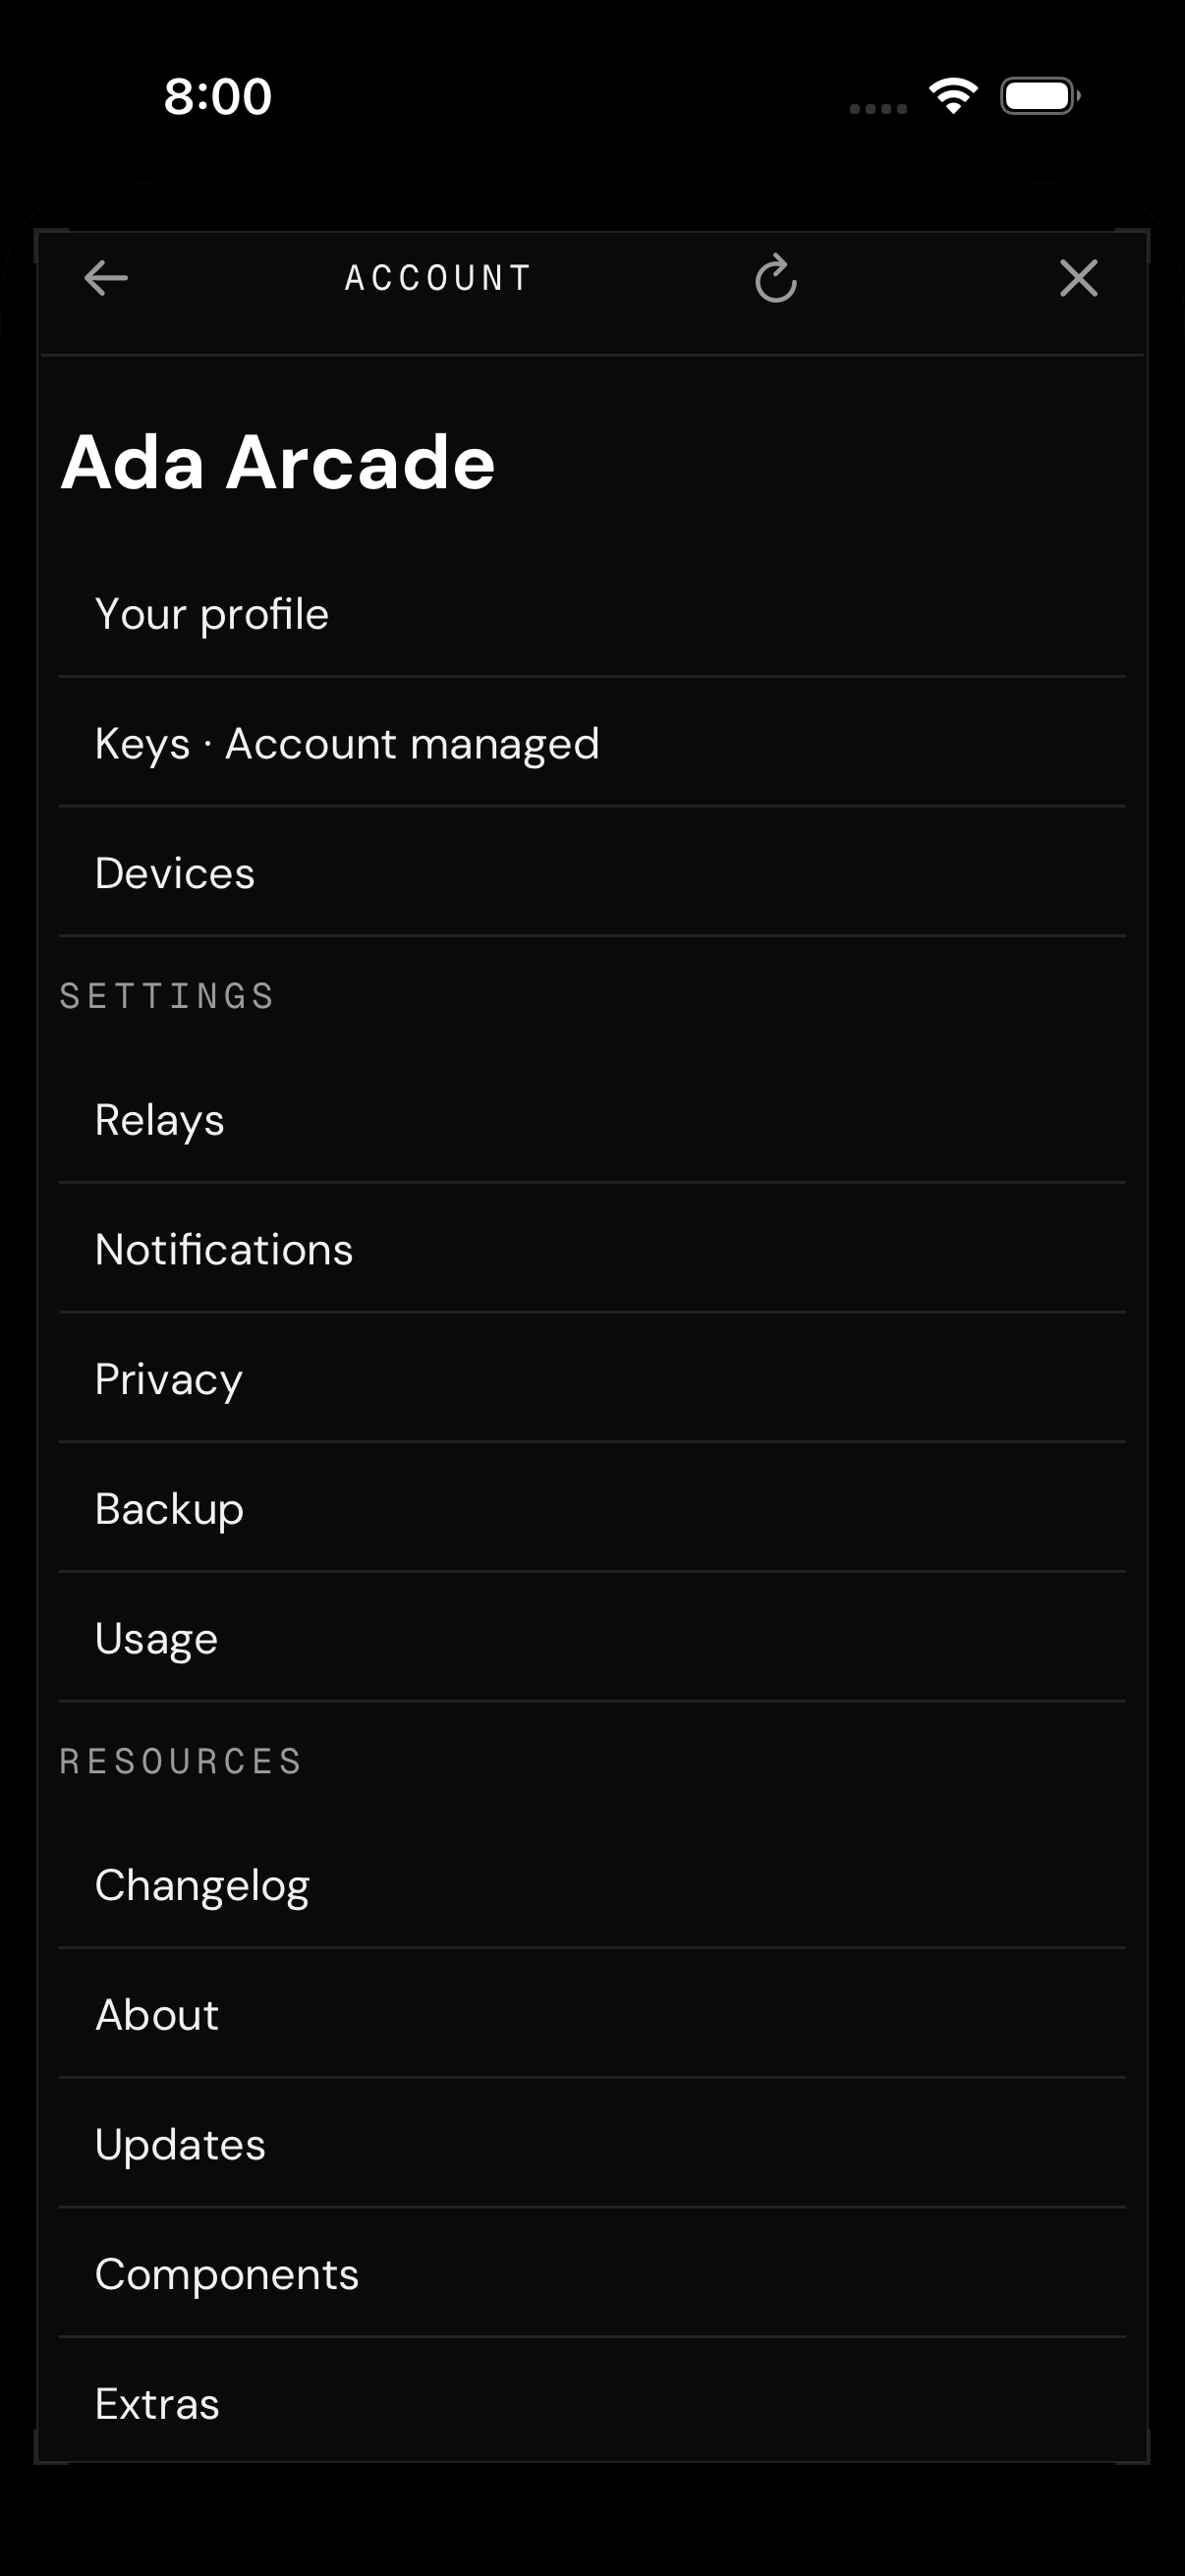 8:00
ACCOUNT
Ada Arcade
Your profile
Keys · Account managed
Devices
SETTINGS
Relays
Notifications
Privacy
Backup
Usage
RESOURCES
Changelog
About
Updates
Components
Extras